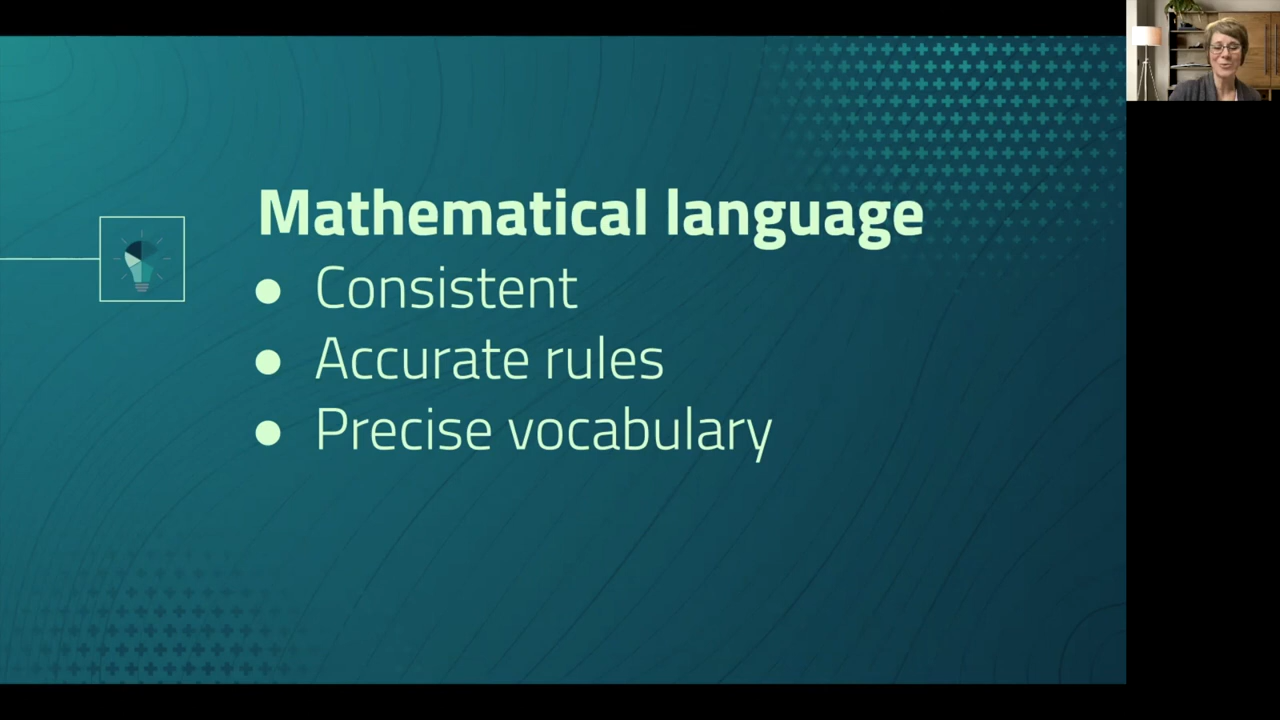 Mathematical language
● Consistent
● Accurate rules
● Precise vocabulary